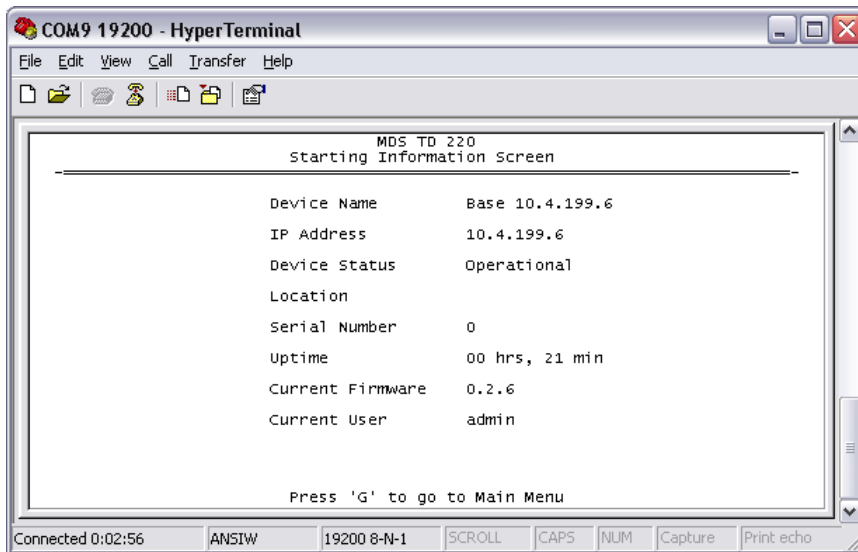 COM9 19200 - HyperTerminal
File Edit View Call Transfer Help
MDS TD 220
Starting Information Screen
Device Name Base 10.4.199.6
IP Address 10.4.199.6
Device Status Operational
Location
Serial Number 0
Uptime 00 hrs, 21 min
Current Firmware 0.2.6
Current User admin
Press 'G' to go to Main Menu
Connected 0:02:56 ANSIW 19200 8-N-1 SCROLL CAPS NUM Capture Print echo